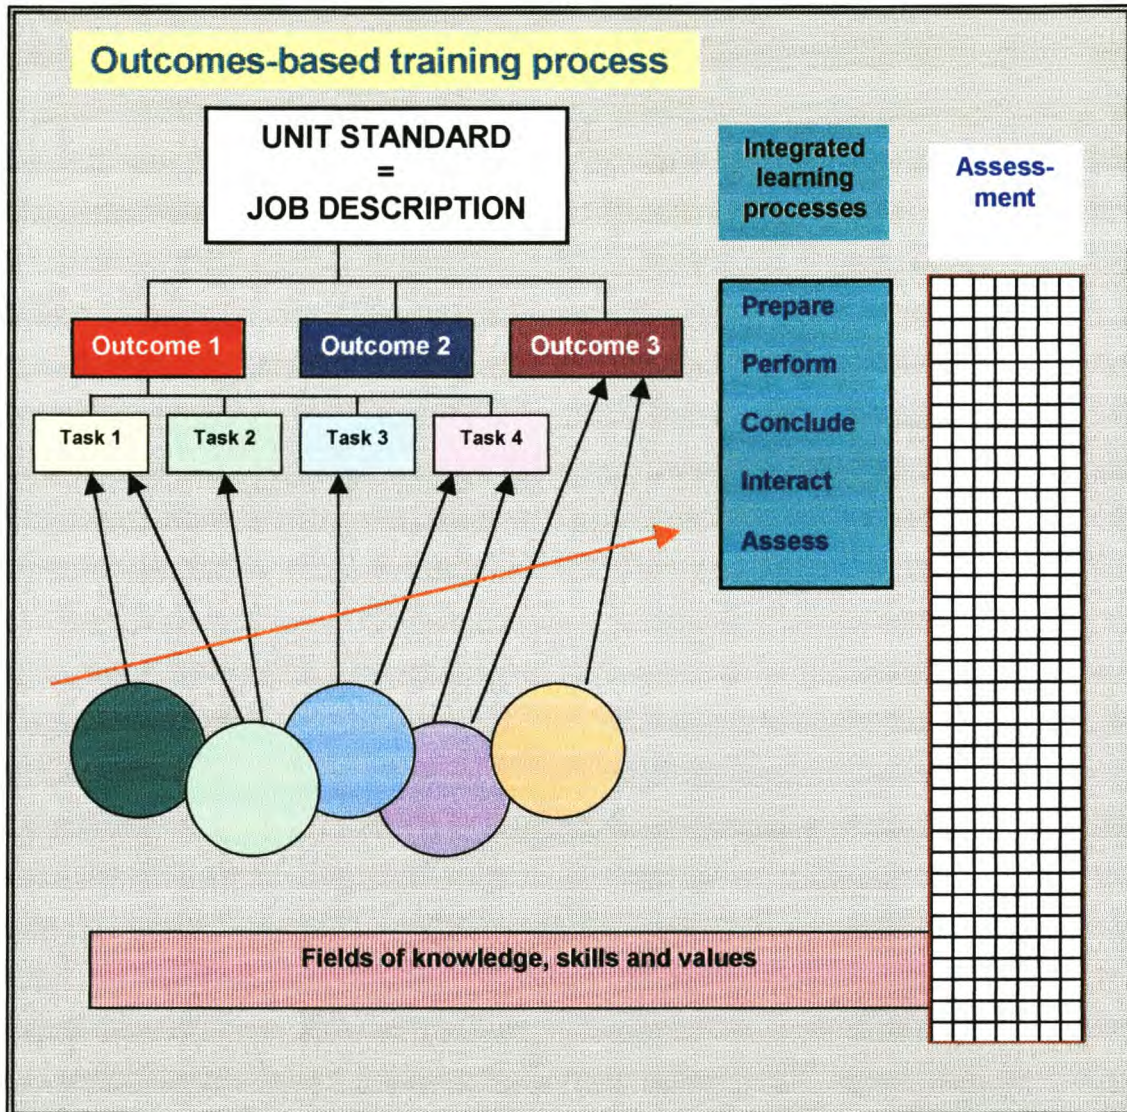 Outcomes-based training process
UNIT STANDARD
=
JOB DESCRIPTION
Integrated
learning
processes
Assess-
ment
Outcome 1
Outcome 2
Outcome 3
Task 1
Task 2
Task 3
Task 4
Prepare
Perform
Conclude
Interact
Assess
Fields of knowledge, skills and values